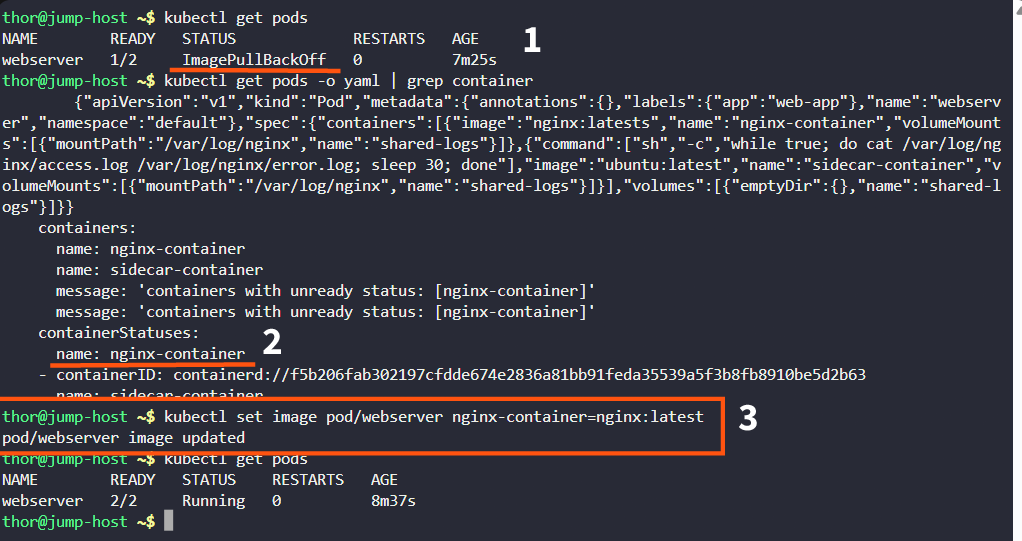 thor@jump-host ~$ kubectl get pods
NAME READY STATUS RESTARTS AGE 1
webserver 1/2 ImagePullBackOff 0 7m25s
thor@jump-host ~$ kubectl get pods -o yaml | grep container
{"apiVersion":"v1","kind":"Pod","metadata":{"annotations":{},"labels":{"app":"web-app"},"name":"webserv
er","namespace":"default"},"spec":{"containers":[{"image":"nginx:latests","name":"nginx-container","volumeMount
s":[{"mountPath":"/var/log/nginx","name":"shared-logs"}]},{"command":["sh","-c","while true; do cat /var/log/ng
inx/access.log /var/log/nginx/error.log; sleep 30; done"],"image":"ubuntu:latest","name":"sidecar-container","v
olumeMounts":[{"mountPath":"/var/log/nginx","name":"shared-logs"}]}],"volumes":[{"emptyDir":{},"name":"shared-l
ogs"}]}}
containers:
name: nginx-container
name: sidecar-container
message: 'containers with unready status: [nginx-container]'
message: 'containers with unready status: [nginx-container]'
containerStatuses:
name: nginx-container 2
- containerID: containerd://f5b206fab302197cfdde674e2836a81bb91feda35539a5f3b8fb8910be5d2b63
name: sidecar-container
thor@jump-host ~$ kubectl set image pod/webserver nginx-container=nginx:latest 3
pod/webserver image updated
thor@jump-host ~$ kubectl get pods
NAME READY STATUS RESTARTS AGE
webserver 2/2 Running 0 8m37s
thor@jump-host ~$